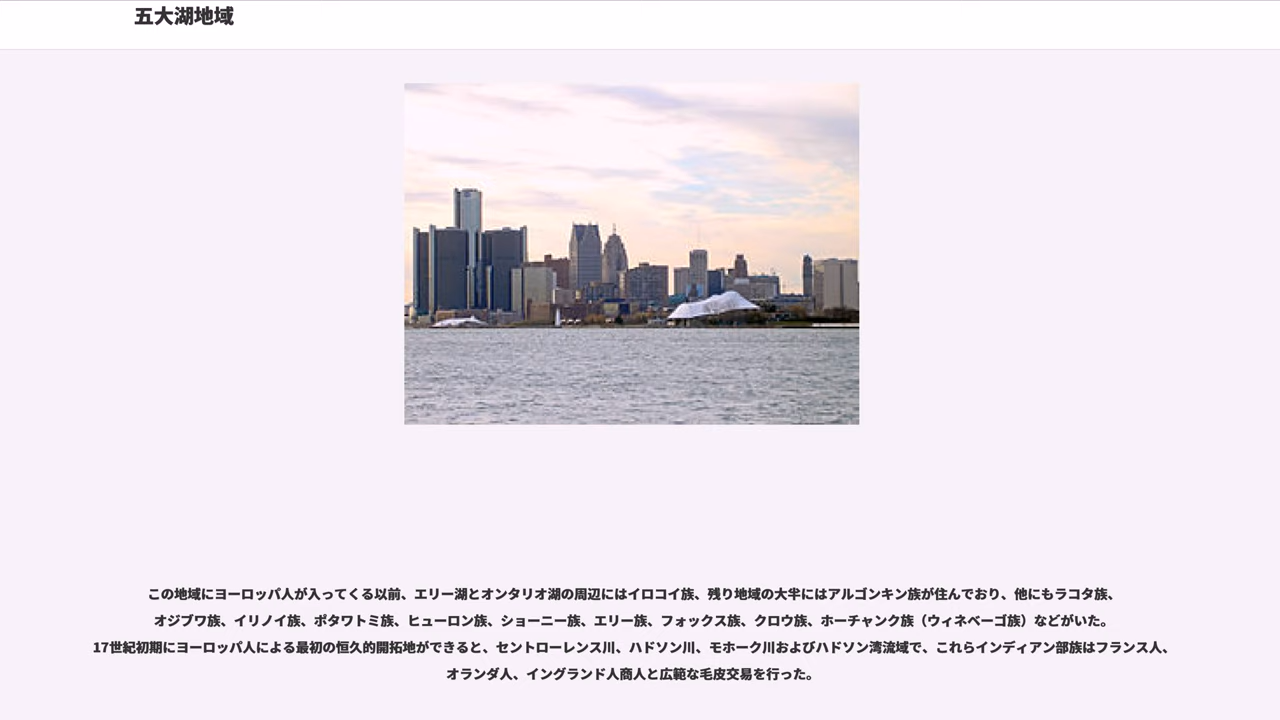 五大湖地域
この地域にヨーロッパ人が入ってくる以前、エリー湖とオンタリオ湖の周辺にはイロコイ族、残り地域の大半にはアルゴンキン族が住んでおり、他にもラコタ族、
オジブワ族、イリノイ族、ポタワトミ族、ヒューロン族、ショーニー族、エリー族、フォックス族、クロウ族、ホーチャンク族（ウィネベーゴ族）などがいた。
17世紀初期にヨーロッパ人による最初の恒久的開拓地ができると、セントローレンス川、ハドソン川、モホーク川およびハドソン湾流域で、これらインディアン部族はフランス人、
オランダ人、イングランド人商人と広範な毛皮交易を行った。